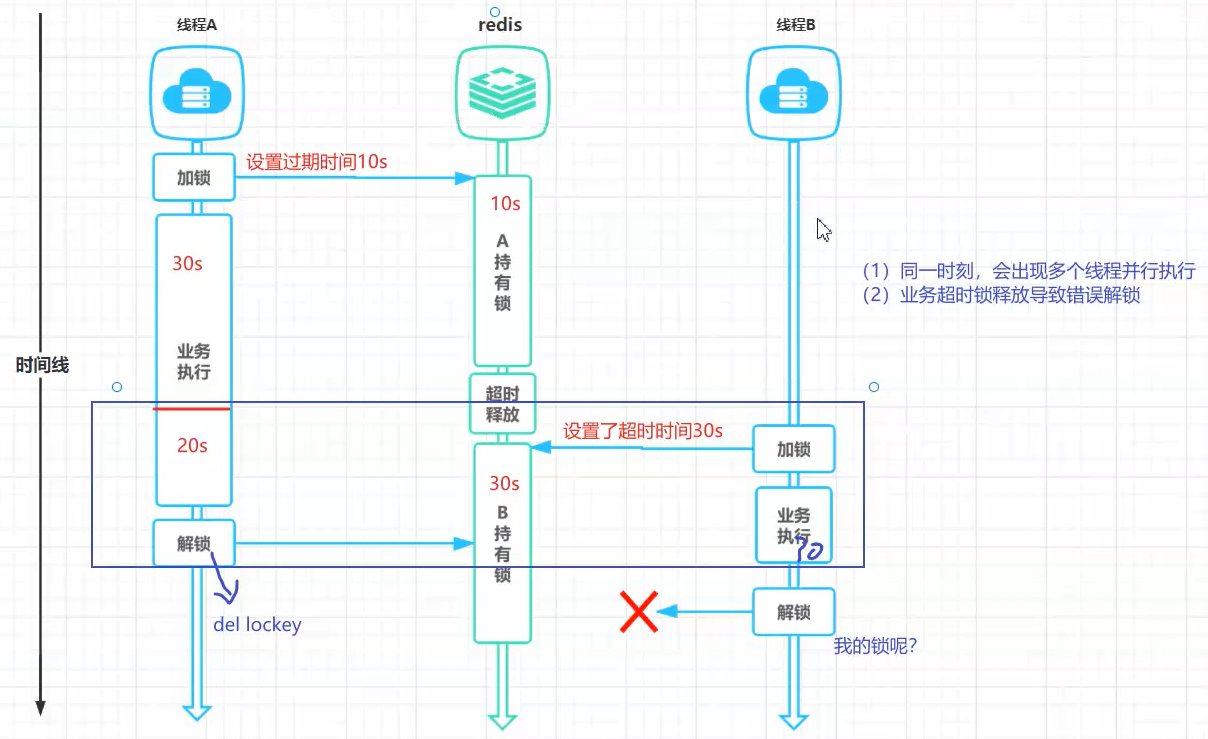 线程A
redis
线程B
加锁
设置过期时间10s
10s
A
持
有
锁
30s
业务
执行
(1) 同一时刻，会出现多个线程并行执行
(2) 业务超时锁释放导致错误解锁
时间线
超时
释放
20s
设置了超时时间30s
加锁
30s
B
持
有
锁
业务
执行
解锁
del lockey
解锁
我的锁呢?